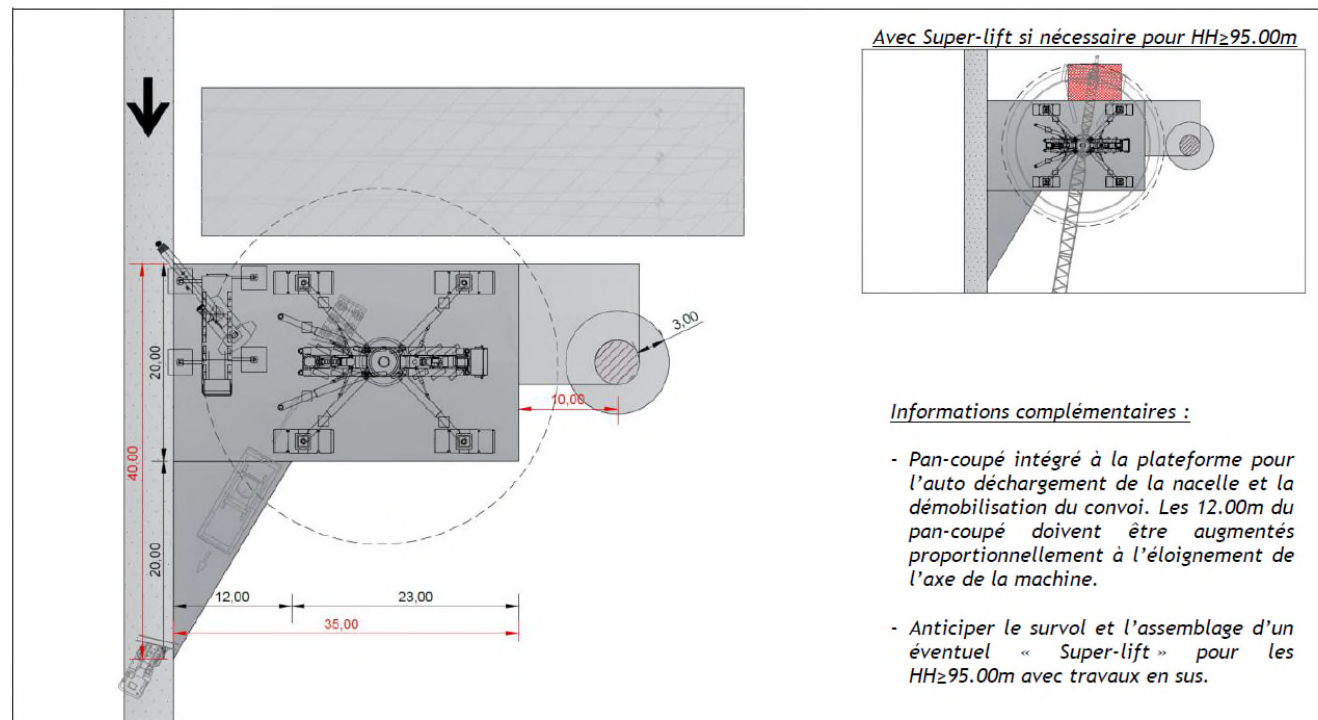 Avec Super-lift si nécessaire pour HH≥95.00m
3,00
20,00
40,00
10,00
20,00
12,00
23,00
35,00
Informations complémentaires :
- Pan-coupé intégré à la plateforme pour
l’auto déchargement de la nacelle et la
démobilisation du convoi. Les 12.00m du
pan-coupé doivent être augmentés
proportionnellement à l’éloignement de
l’axe de la machine.
- Anticiper le survol et l’assemblage d’un
éventuel « Super-lift » pour les
HH≥95.00m avec travaux en sus.